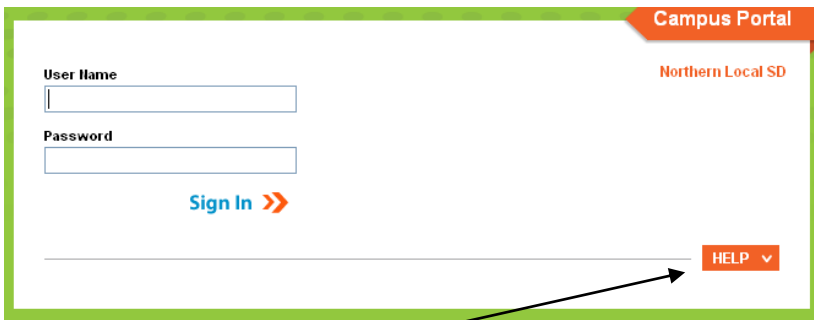 Campus Portal
Northern Local SD
User Name
Password
Sign In
HELP